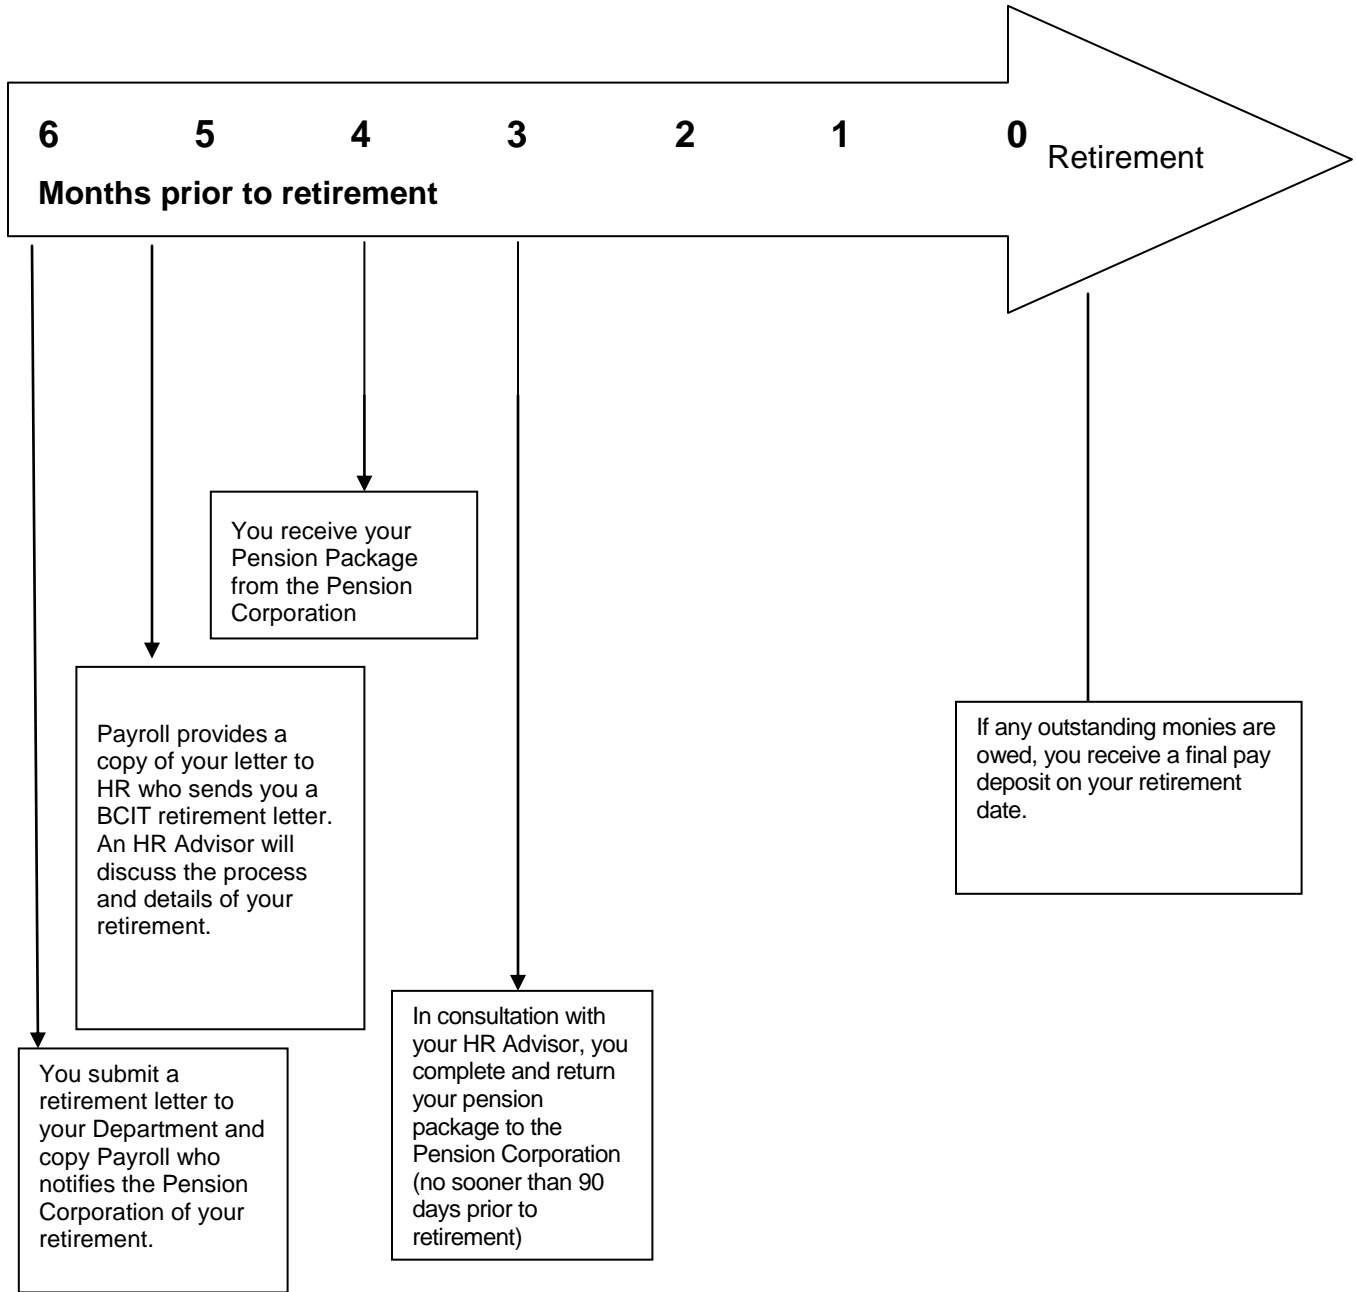 6 5 4 3 2 1 0 Retirement
Months prior to retirement
You receive your
Pension Package
from the Pension
Corporation
Payroll provides a
copy of your letter to
HR who sends you a
BCIT retirement letter.
An HR Advisor will
discuss the process
and details of your
retirement.
If any outstanding monies are
owed, you receive a final pay
deposit on your retirement
date.
In consultation with
your HR Advisor, you
complete and return
your pension
package to the
Pension Corporation
(no sooner than 90
days prior to
retirement)
You submit a
retirement letter to
your Department and
copy Payroll who
notifies the Pension
Corporation of your
retirement.